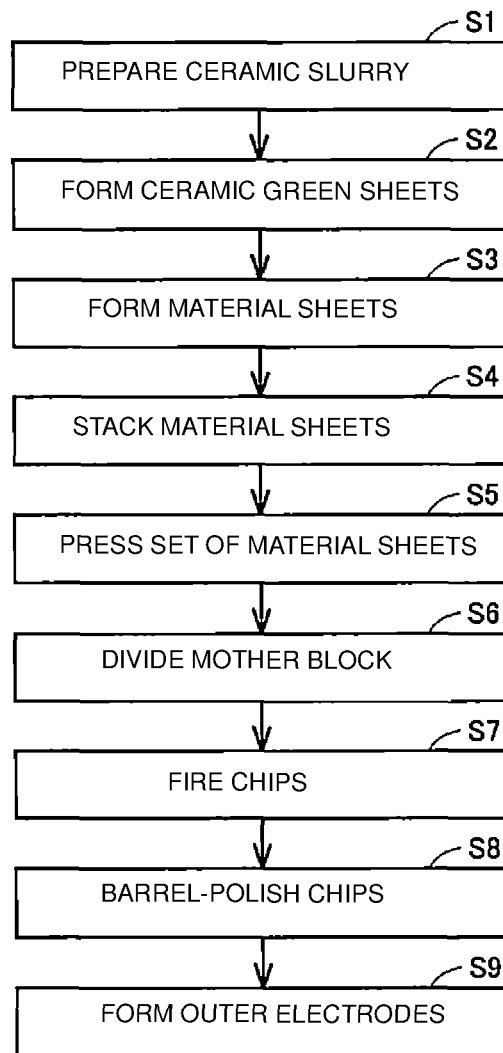 S1
PREPARE CERAMIC SLURRY
S2
FORM CERAMIC GREEN SHEETS
S3
FORM MATERIAL SHEETS
S4
STACK MATERIAL SHEETS
S5
PRESS SET OF MATERIAL SHEETS
S6
DIVIDE MOTHER BLOCK
S7
FIRE CHIPS
S8
BARREL-POLISH CHIPS
S9
FORM OUTER ELECTRODES